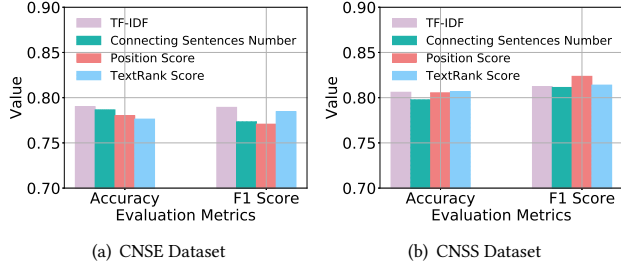 0.90
0.85
0.80
0.75
0.70
Value
TF-IDF
Connecting Sentences Number
Position Score
TextRank Score
Accuracy
F1 Score
Evaluation Metrics
(a) CNSE Dataset
0.90
0.85
0.80
0.75
0.70
Value
TF-IDF
Connecting Sentences Number
Position Score
TextRank Score
Accuracy
F1 Score
Evaluation Metrics
(b) CNSS Dataset